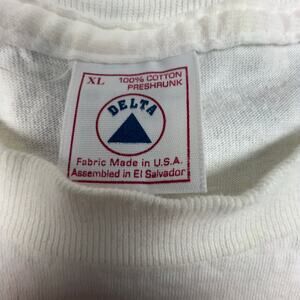 XL
100% COTTON
PRESHRUNK
DELTA
Fabric Made in U.S.A.
Assembled in El Salvador